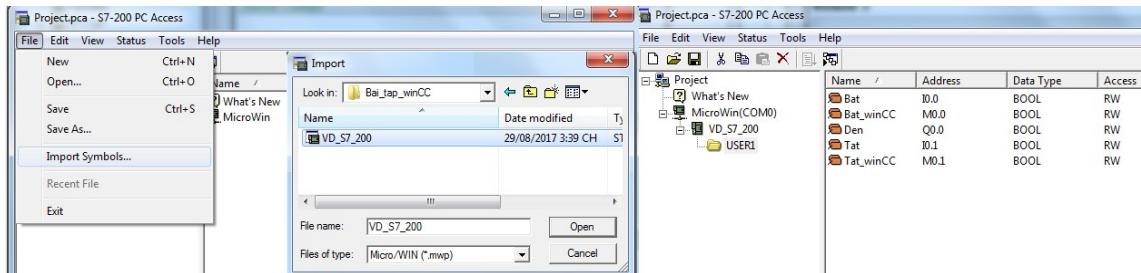 Project.pca - S7-200 PC Access
File Edit View Status Tools Help
New Ctrl+N
Open... Ctrl+O
Save Ctrl+S
Save As...
Import Symbols...
Recent File
Exit
Name
What's New
MicroWin
Import
Look in: Bai_tap_winCC
Name Date modified
VD_S7_200 29/08/2017 3:39 CH
File name: VD_S7_200 Open
Files of type: Micro/WIN (*.mwp) Cancel
Project.pca - S7-200 PC Access
File Edit View Status Tools Help
Project
What's New
MicroWin(COM0)
VD_S7_200
USER1
Name Address Data Type Access
Bat I0.0 BOOL RW
Bat_winCC M0.0 BOOL RW
Den Q0.0 BOOL RW
Tat I0.1 BOOL RW
Tat_winCC M0.1 BOOL RW